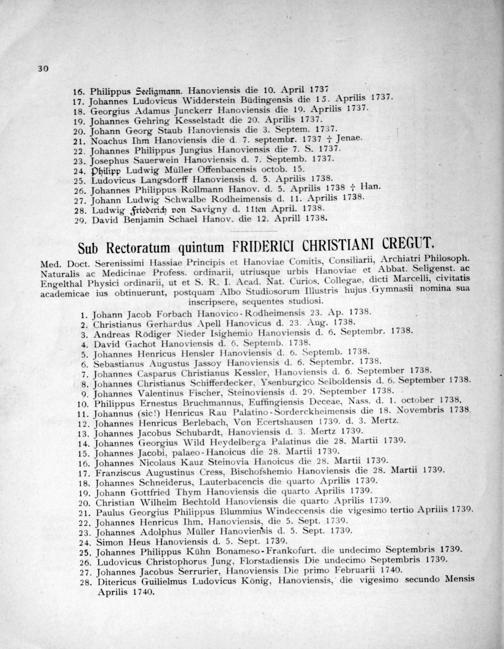 30
16. Philippus Seeligmann. Hanoviensis die 10. April 1737
17. Johannes Ludovicus Widderstein Büdingensis die 15. Aprilis 1737.
18. Georgius Adamus Junckerr Hanoviensis die 19. Aprilis 1737.
19. Johannes Gehring Kesselstadt die 20. Aprilis 1737.
20. Johann Georg Staub Hanoviensis die 3. Septem. 1737.
21. Noachus Ihm Hanoviensis die d. 7. septembr. 1737 † Jenae.
22. Johannes Philippus Jungius Hanoviensis die 7. S. 1737.
23. Josephus Sauerwein Hanoviensis d. 7. Septemb. 1737.
24. Philipp Ludwig Müller Offenbacensis octob. 15.
25. Ludovicus Langsdorff Hanoviensis d. 5. Aprilis 1738.
26. Johannes Philippus Rollmann Hanov. d. 5. Aprilis 1738 † Han.
27. Johann Ludwig Schwalbe Rodheimensis d. 11. Aprilis 1738.
28. Ludwig Friederich von Savigny d. 11ten April. 1738.
29. David Benjamin Schael Hanov. die 12. April 1738.
Sub Rectoratum quintum FRIDERICI CHRISTIANI CREGUT.
Med. Doct. Serenissimi Hassiae Principis et Hanoviae Comitis, Consiliarii, Archiatri Philosoph.
Naturalis ac Medicinae Profess. ordinarii, utriusque urbis Hanoviae et Abbat. Seligenst. ac
Engelthal Physici ordinarii, ut et S. R. I. Acad. Nat. Curios. Collegae, dicti Marcelli, civitatis
academicae ius obtinuerunt, postquam Albo Studiosorum Illustris hujus Gymnasii nomina sua
inscripsere, sequentes studiosi.
1. Johann Jacob Forbach Hanovico-Rodheimensis 23. Ap. 1738.
2. Christianus Gerhardus Apell Hanovicus d. 23. Aug. 1738.
3. Andreas Rödiger Nieder Isighemio Hanoviensis d. 6. Septembr. 1738.
4. David Gachot Hanoviensis d. 6. Septemb. 1738.
5. Johannes Henricus Hensler Hanoviensis d. 6. Septemb. 1738.
6. Sebastianus Augustus Jassoy Hanoviensis d. 6. Septembr. 1738.
7. Johannes Casparus Christianus Kessler, Hanoviensis d. 6. September 1738.
8. Johannes Christianus Schifferdecker, Ysenburgico Selboldensis d. 6. September 1738.
9. Johannes Valentinus Fischer, Steinoviensis d. 29. September 1738.
10. Philippus Ernestus Bruchmannus, Euffingiensis Deceae, Nass. d. 1. october 1738.
11. Johannus (sic!) Henricus Rau Palatino-Sorderckheimensis die 18. Novembris 1738.
12. Johannes Henricus Berlebach, Von Ecertshausen 1739. d. 3. Mertz.
13. Johannes Jacobus Schubardt, Hanoviensis d. 3. Mertz 1739.
14. Johannes Georgius Wild Heydelberga Palatinus die 28. Martii 1739.
15. Johannes Jacobi, palaeo-Hanoicus die 28. Martii 1739.
16. Johannes Nicolaus Kauz Steinovia Hanoicus die 28. Martii 1739.
17. Franziscus Augustinus Cress, Bischofshemio Hanoviensis die 28. Martii 1739.
18. Johannes Schneiderus, Lauterbacencis die quarto Aprilis 1739.
19. Johann Gottfried Thym Hanoviensis die quarto Aprilis 1739.
20. Christian Wilhelm Bechtold Hanoviensis die quarto Aprilis 1739.
21. Paulus Georgius Philippus Blummius Windeccensis die vigesimo tertio Aprilis 1739.
22. Johannes Henricus Ihm, Hanoviensis, die 5. Sept. 1739.
23. Johannes Adolphus Müller Hanoviensis d. 5. Sept. 1739.
24. Simon Heus Hanoviensis d. 5. Sept. 1739.
25. Johannes Philippus Kühn Bonameso-Frankofurt. die undecimo Septembris 1739.
26. Ludovicus Christophorus Jung, Florstadiensis Die undecimo Septembris 1739.
27. Johannes Jacobus Serrurier, Hanoviensis Die primo Februarii 1740.
28. Ditericus Guilielmus Ludovicus König, Hanoviensis, die vigesimo secundo Mensis
Aprilis 1740.